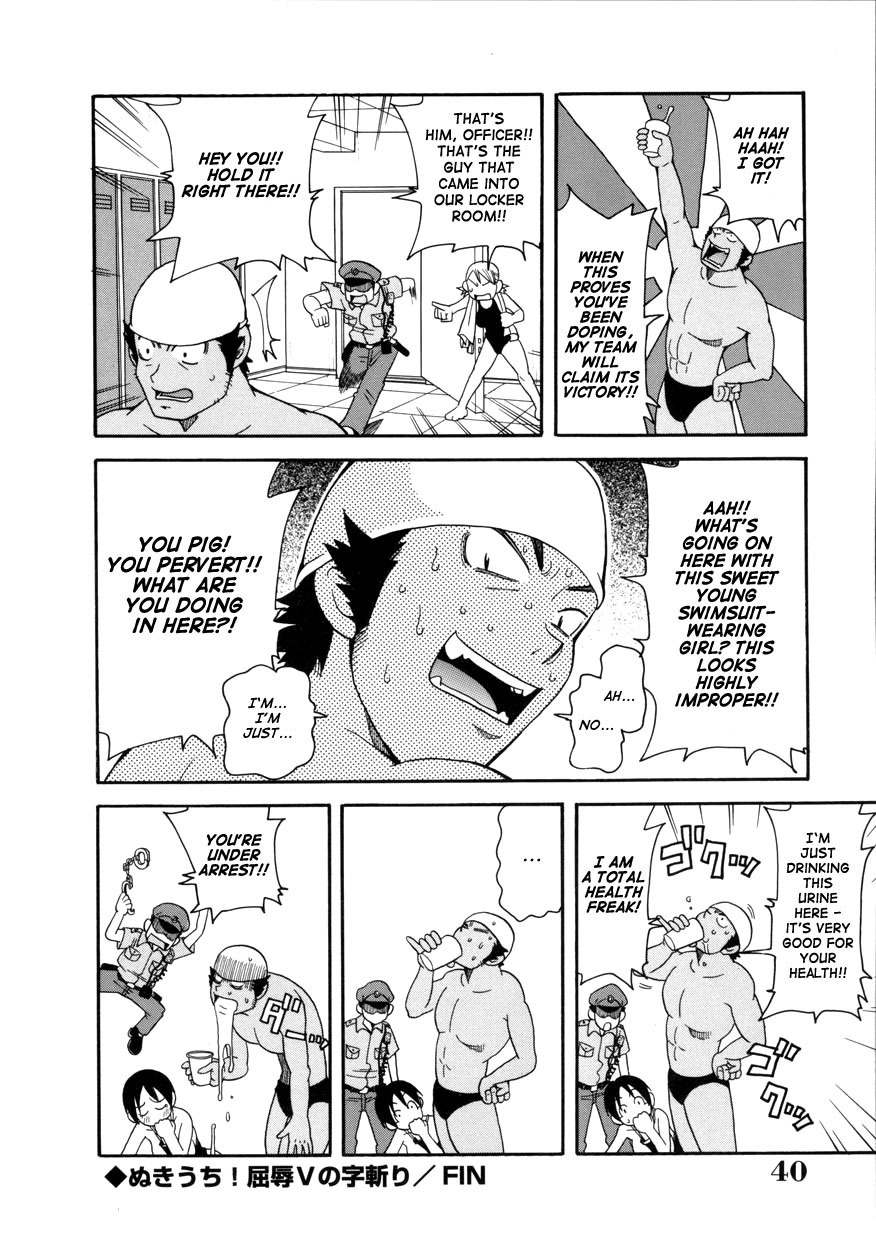 AH HAH
HAAH!
I GOT
IT!
WHEN
THIS
PROVES
YOU'VE
BEEN
DOPING,
MY TEAM
WILL
CLAIM ITS
VICTORY!!
THAT'S
HIM, OFFICER!!
THAT'S THE
GUY THAT
CAME INTO
OUR LOCKER
ROOM!!
HEY YOU!!
HOLD IT
RIGHT THERE!!
AAH!!
WHAT'S
GOING ON
HERE WITH
THIS SWEET
YOUNG
SWIMSUIT-
WEARING
GIRL? THIS
LOOKS
HIGHLY
IMPROPER!!
AH...
NO...
YOU PIG!
YOU PERVERT!!
WHAT ARE
YOU DOING
IN HERE?!
I'M...
I'M
JUST...
I'M
JUST
DRINKING
THIS
URINE
HERE -
IT'S VERY
GOOD FOR
YOUR
HEALTH!!
ゴクッッ
I AM
A TOTAL
HEALTH
FREAK!
ゴクッ
...
YOU'RE
UNDER
ARREST!!
ダーッ
◆ぬきうち!屈辱Vの字斬り/FIN
40